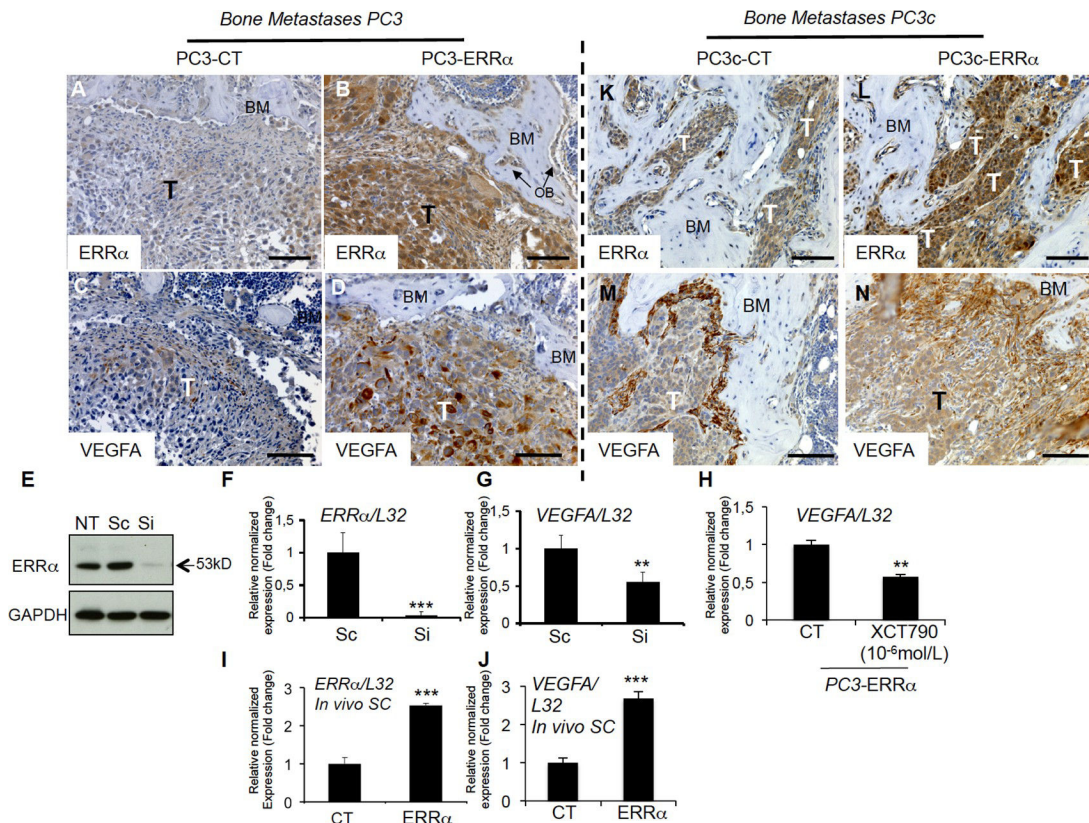 Bone Metastases PC3
Bone Metastases PC3c
PC3-CT
PC3-ERRα
PC3c-CT
PC3c-ERRα
A
BM
T
ERRα
B
BM
OB
T
ERRα
K
T
T
T
BM
ERRα
L
BM
T
T
T
T
ERRα
C
BM
T
VEGFA
D
BM
BM
T
VEGFA
M
BM
T
VEGFA
N
BM
T
VEGFA
E
NT Sc Si
ERRα
←53kD
GAPDH
F
Relative normalized
expression (Fold change)
ERRα/L32
1,5
1
0,5
0
***
Sc
Si
G
Relative normalized
expression (Fold change)
VEGFA/L32
1,5
1
0,5
0
**
Sc
Si
H
Relative normalized
expression (Fold change)
VEGFA/L32
1,5
1
0,5
0
**
CT
XCT790
(10⁻⁶mol/L)
PC3-ERRα
I
Relative normalized
Expression (Fold change)
ERRα/L32
In vivo SC
3
2
1
0
***
CT
ERRα
J
Relative normalized
expression (Fold change)
VEGFA/
L32
In vivo SC
3
2
1
0
***
CT
ERRα